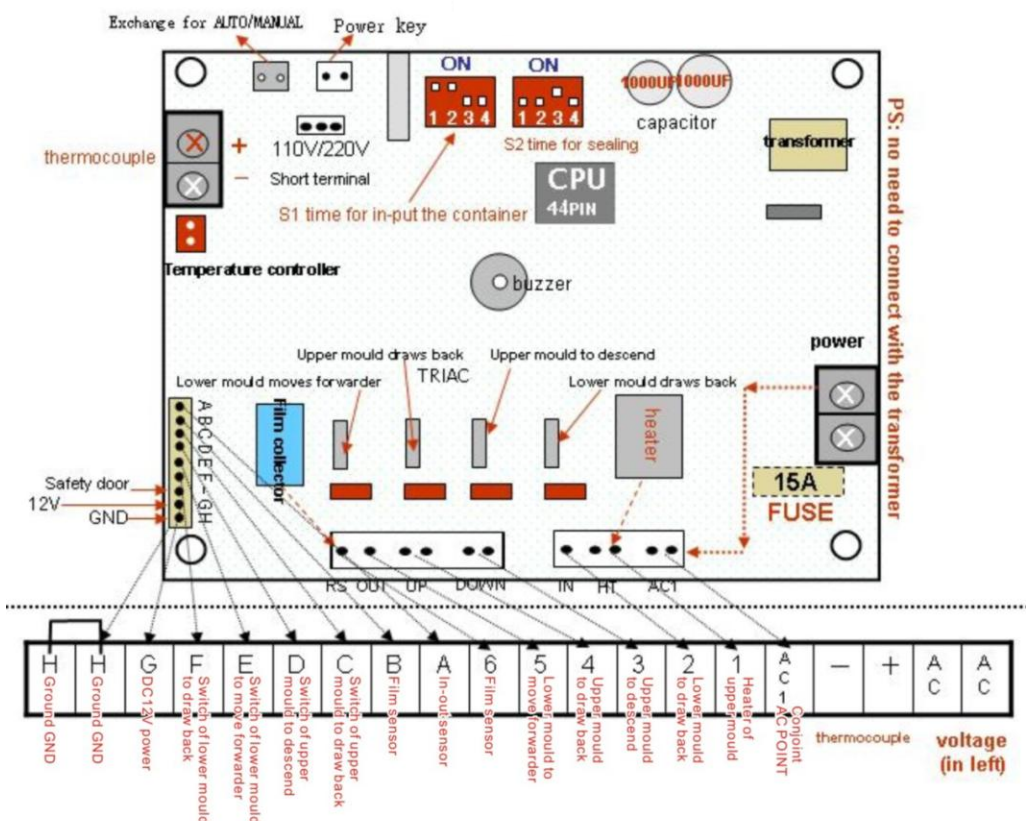 Exchange for AUTO/MANUAL
Power key
ON
ON
1 2 3 4
1 2 3 4
1000UF
1000UF
capacitor
transformer
thermocouple
+
−
110V/220V
Short terminal
S2 time for sealing
S1 time for in-put the container
CPU
44PIN
Temperature controller
buzzer
PS: no need to connect with the transformer
power
Upper mould draws back
Upper mould to descend
TRIAC
Lower mould moves forwarder
Lower mould draws back
Film collector
heater
ABC-DEE-GH
Safety door
12V
GND
15A
FUSE
RS OUT UP DOWN
IN HT AC1
H Ground GND
H Ground GND
G DC12V power
F Switch of lower mould
to draw back
E Switch of lower mould
to move forwarder
D Switch of upper
mould to descend
C Switch of upper
mould to draw back
B Film sensor
A In-out sensor
6 Film sensor
5 Lower mould to
move forwarder
4 Upper mould
to draw back
3 Upper mould
to descend
2 Lower mould
to draw back
1 Heater of
upper mould
AC1 Conjoint
AC POINT
−
+
AC
AC
thermocouple
voltage
(in left)